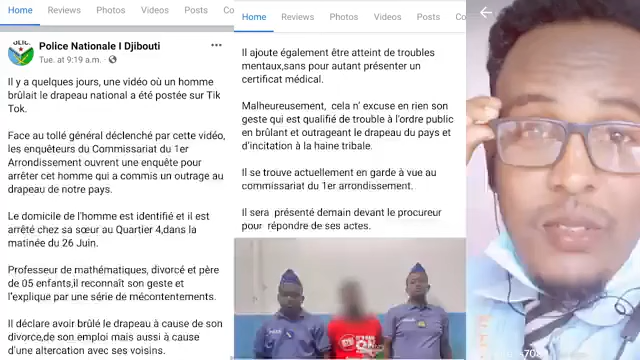 Home Reviews Photos Videos Posts Co
Police Nationale I Djibouti
Tue. at 9:19 a.m.
Il y a quelques jours, une vidéo où un homme
brûlait le drapeau national a été postée sur Tik
Tok.
Face au tollé général déclenché par cette vidéo,
les enquêteurs du Commissariat du 1er
Arrondissement ouvrent une enquête pour
arrêter cet homme qui a commis un outrage au
drapeau de notre pays.
Le domicile de l'homme est identifié et il est
arrêté chez sa sœur au Quartier 4,dans la
matinée du 26 Juin.
Professeur de mathématiques, divorcé et père
de 05 enfants,il reconnaît son geste et
l'explique par une série de mécontentements.
Il déclare avoir brûlé le drapeau à cause de son
divorce,de son emploi mais aussi à cause
d'une altercation avec ses voisins.
Home Reviews Photos Videos Posts Co
Il ajoute également être atteint de troubles
mentaux,sans pour autant présenter un
certificat médical.
Malheureusement, cela n' excuse en rien son
geste qui est qualifié de trouble à l'ordre public
en brûlant et outrageant le drapeau du pays et
d'incitation à la haine tribale.
Il se trouve actuellement en garde à vue au
commissariat du 1er arrondissement.
Il sera présenté demain devant le procureur
pour répondre de ses actes.